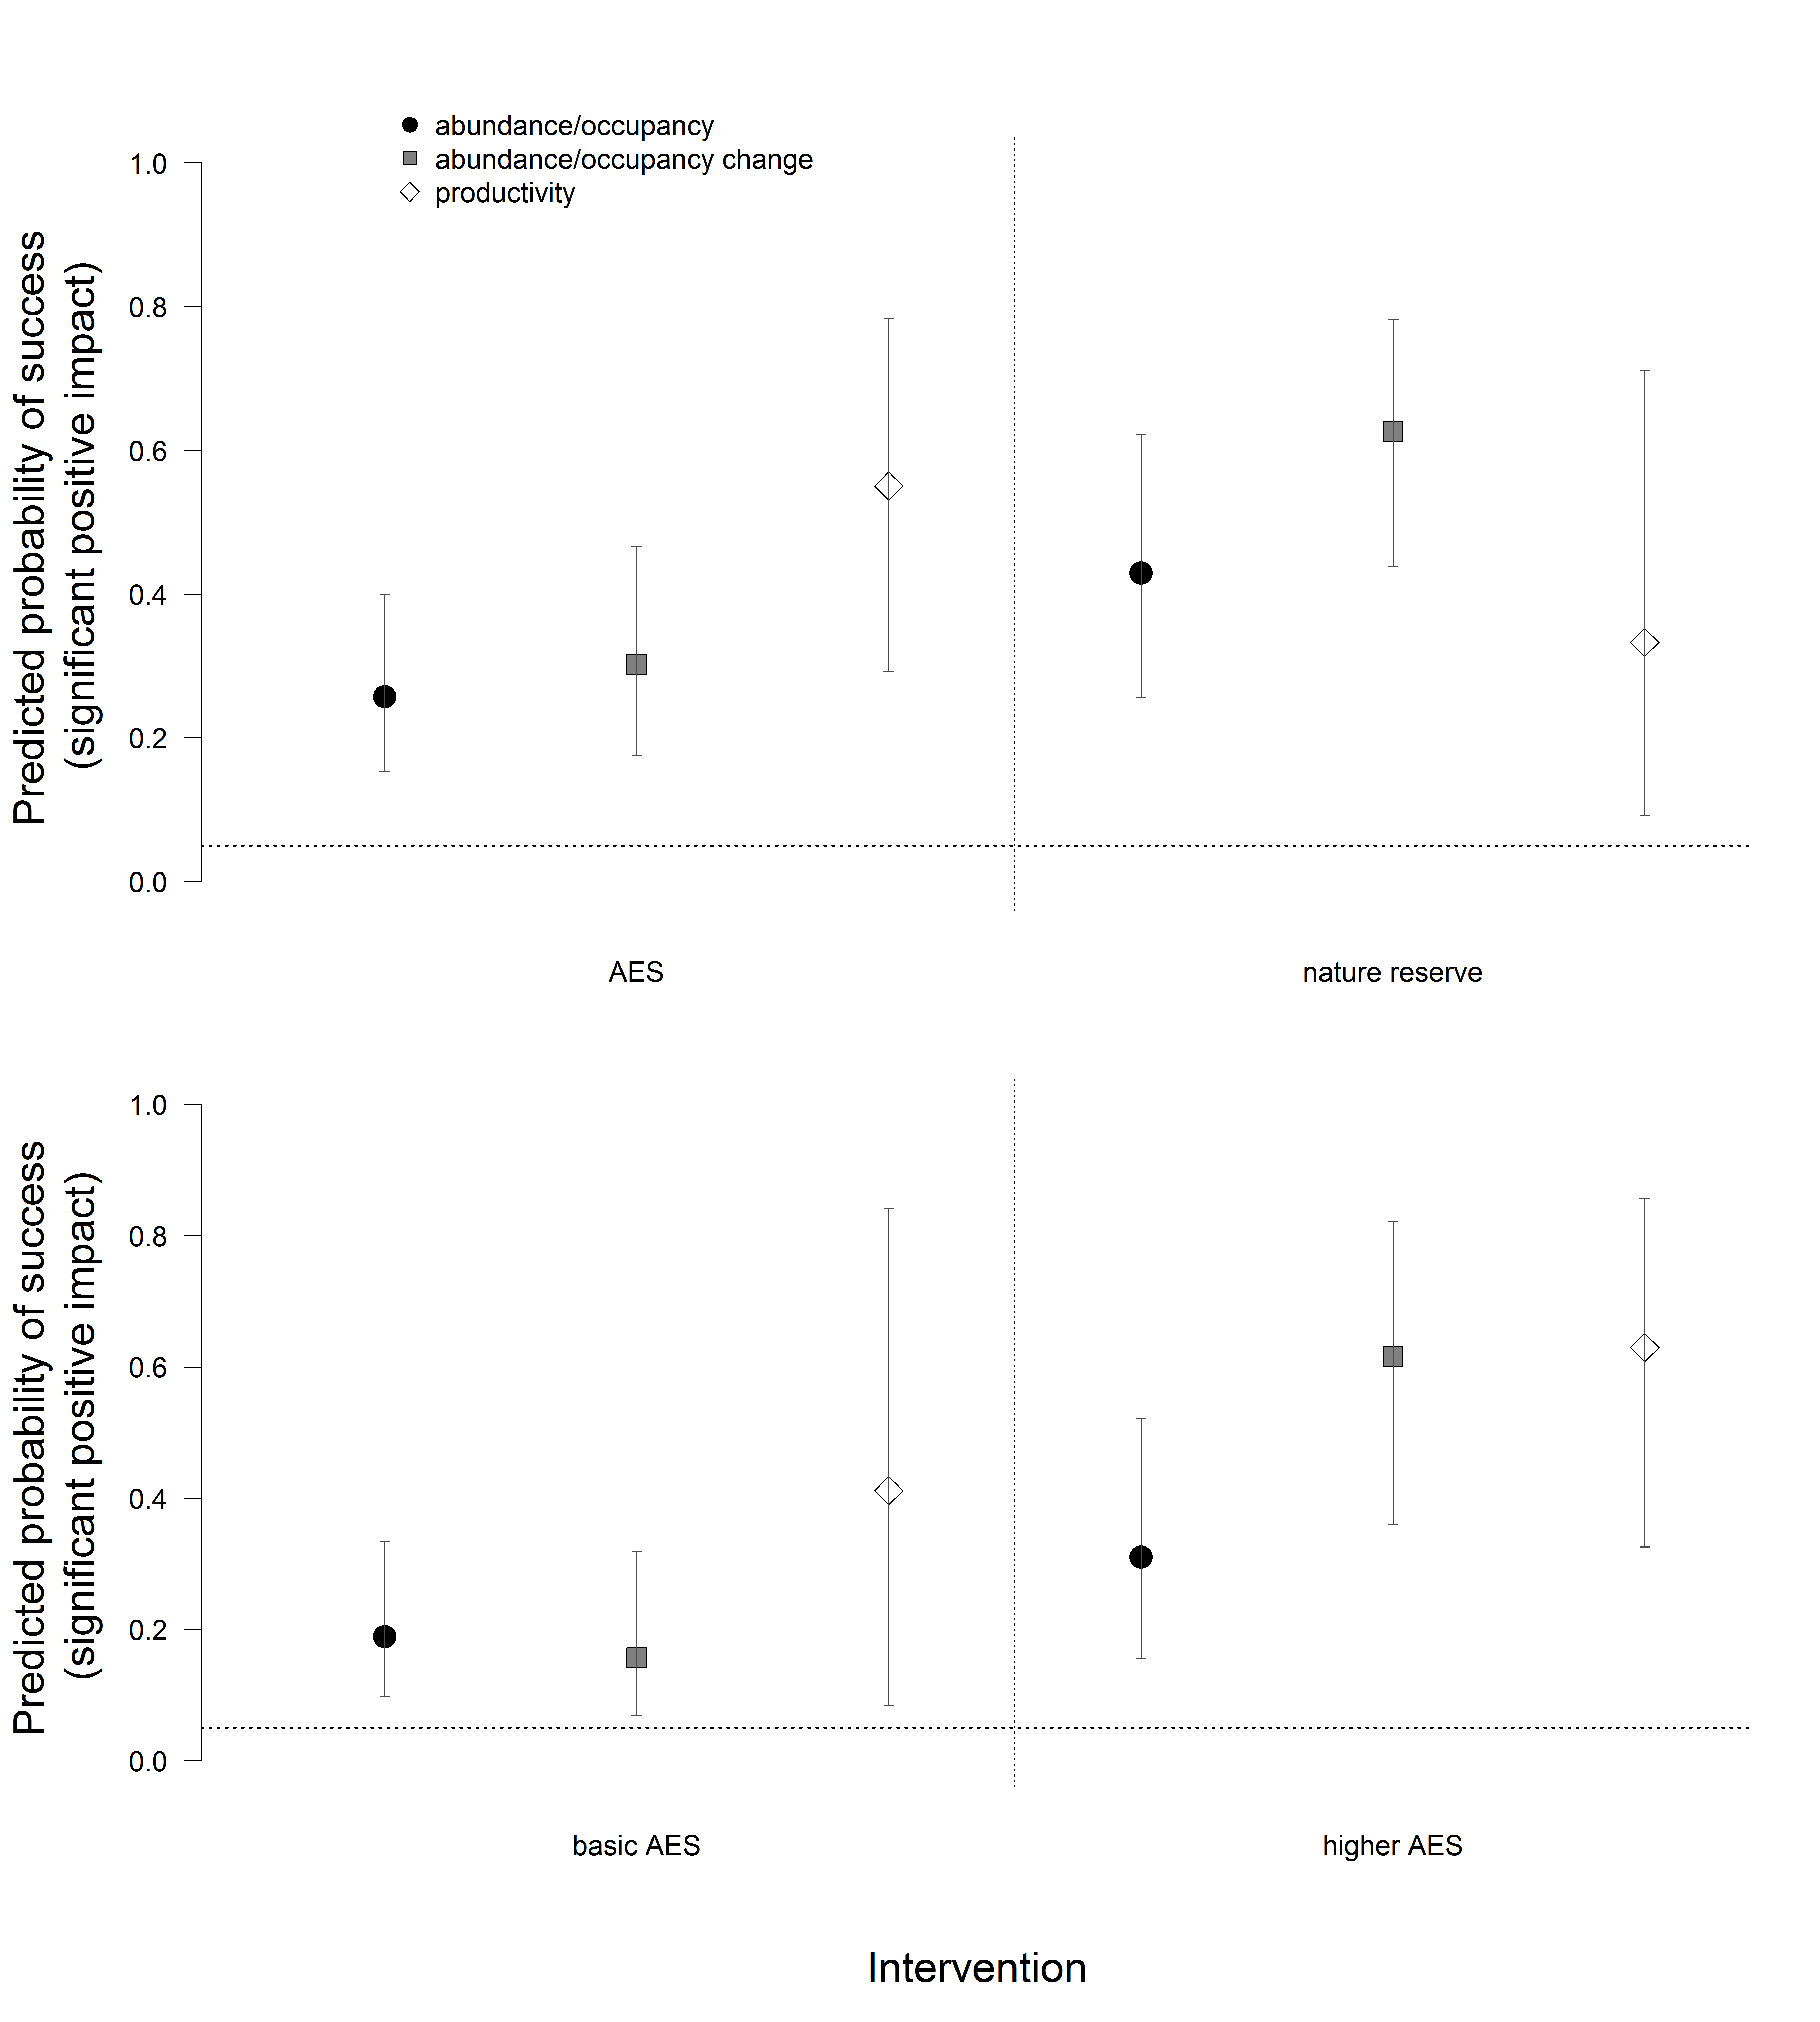 abundance/occupancy
abundance/occupancy change
productivity
Predicted probability of success
(significant positive impact)
1.0
0.8
0.6
0.4
0.2
0.0
AES
nature reserve
Predicted probability of success
(significant positive impact)
1.0
0.8
0.6
0.4
0.2
0.0
basic AES
higher AES
Intervention